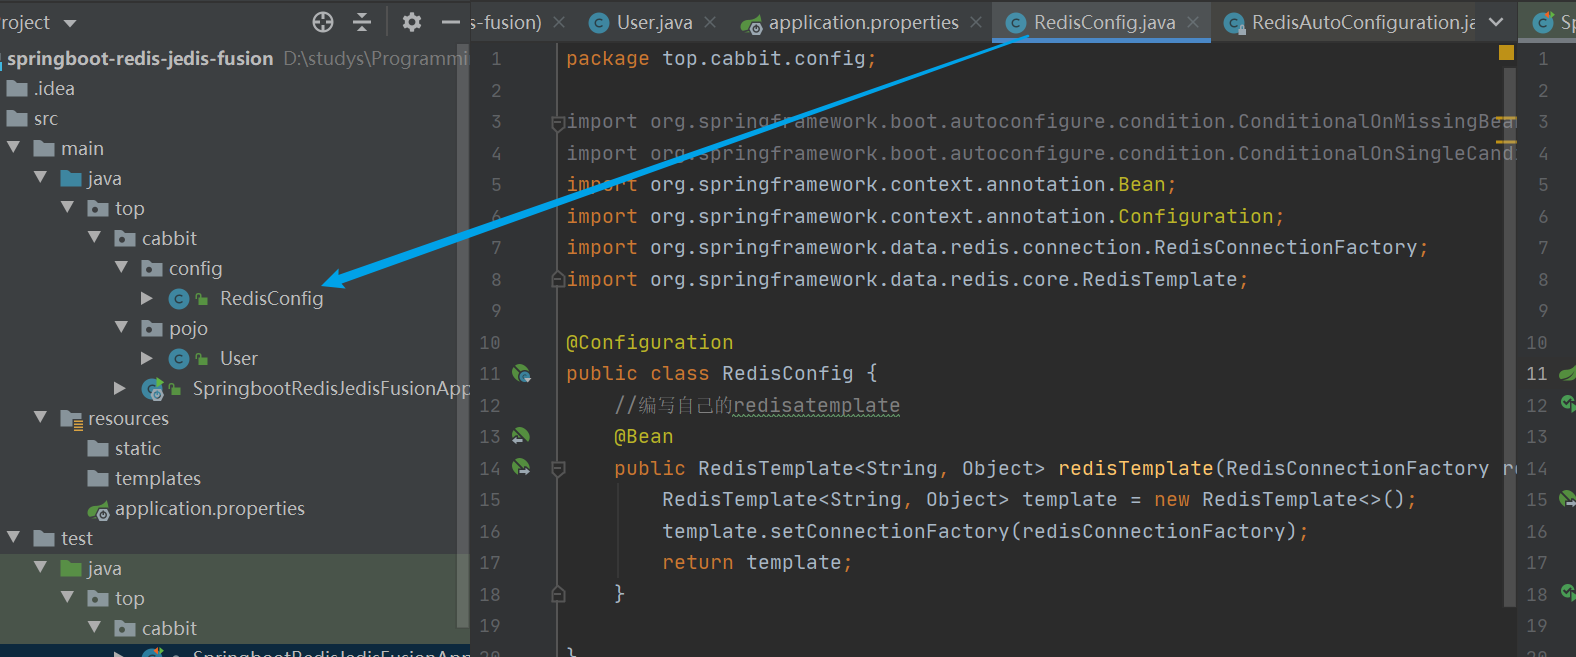 roject
springboot-redis-jedis-fusion D:\studys\Programmi
.idea
src
main
java
top
cabbit
config
RedisConfig
pojo
User
SpringbootRedisJedisFusionApp
resources
static
templates
application.properties
test
java
top
cabbit
SpringbootRedisJedisFusionApp
s-fusion) User.java application.properties RedisConfig.java RedisAutoConfiguration.ja Sp
1 package top.cabbit.config;
2
3 import org.springframework.boot.autoconfigure.condition.ConditionalOnMissingBean
4 import org.springframework.boot.autoconfigure.condition.ConditionalOnSingleCandi
5 import org.springframework.context.annotation.Bean;
6 import org.springframework.context.annotation.Configuration;
7 import org.springframework.data.redis.connection.RedisConnectionFactory;
8 import org.springframework.data.redis.core.RedisTemplate;
9
10 @Configuration
11 public class RedisConfig {
12 //编写自己的redisatemplate
13 @Bean
14 public RedisTemplate<String, Object> redisTemplate(RedisConnectionFactory re
15 RedisTemplate<String, Object> template = new RedisTemplate<>();
16 template.setConnectionFactory(redisConnectionFactory);
17 return template;
18 }
19
20 }
1
2
3
4
5
6
7
8
9
10
11
12
13
14
15
16
17
18
19
20